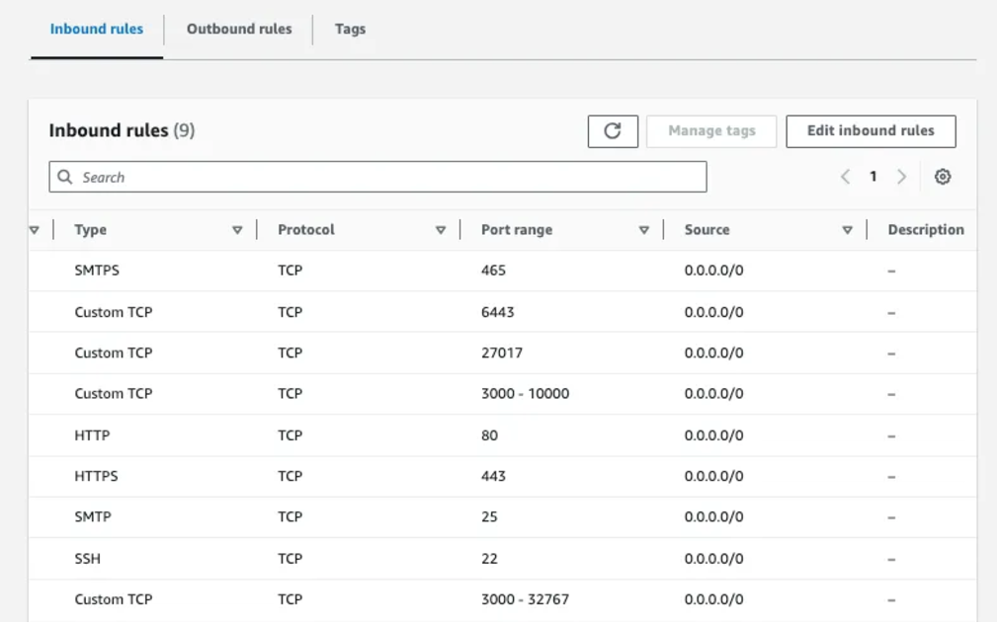 Inbound rules Outbound rules Tags
Inbound rules (9) Manage tags Edit inbound rules
Search 1
Type Protocol Port range Source Description
SMTPS TCP 465 0.0.0.0/0 –
Custom TCP TCP 6443 0.0.0.0/0 –
Custom TCP TCP 27017 0.0.0.0/0 –
Custom TCP TCP 3000 - 10000 0.0.0.0/0 –
HTTP TCP 80 0.0.0.0/0 –
HTTPS TCP 443 0.0.0.0/0 –
SMTP TCP 25 0.0.0.0/0 –
SSH TCP 22 0.0.0.0/0 –
Custom TCP TCP 3000 - 32767 0.0.0.0/0 –